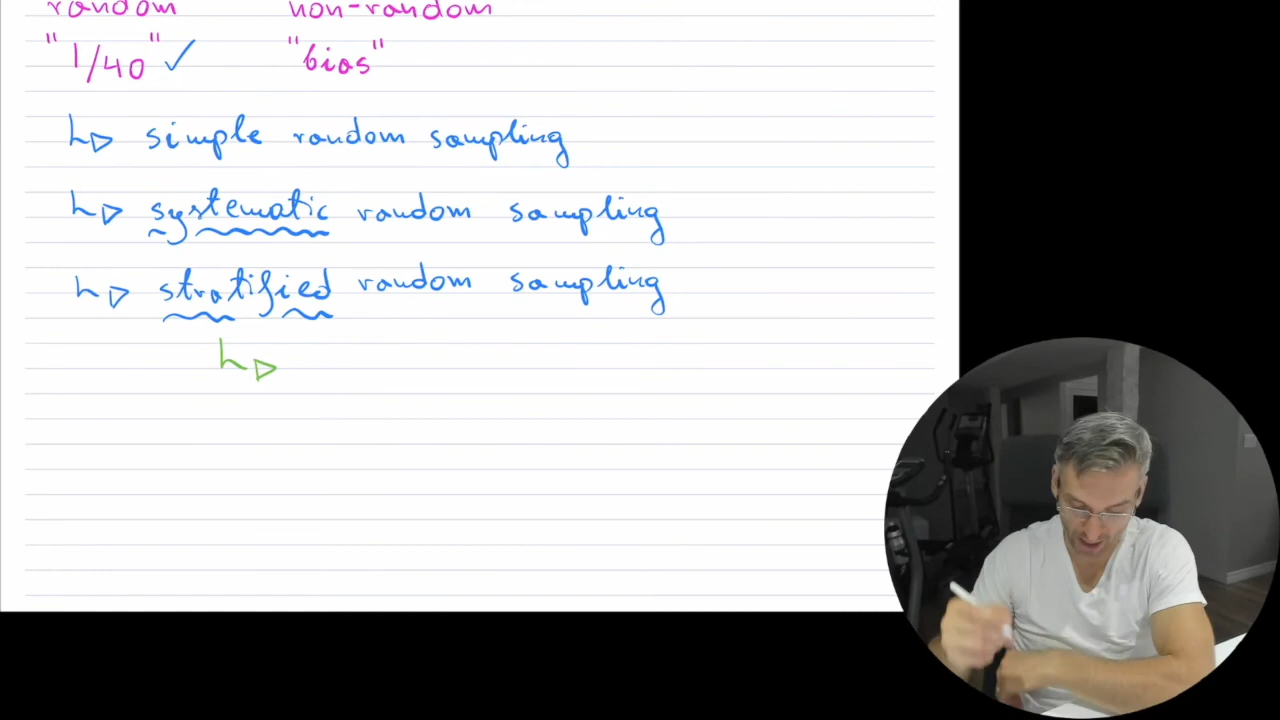 random non-random
"1/40" ✓ "bias"
simple random sampling
systematic random sampling
stratified random sampling